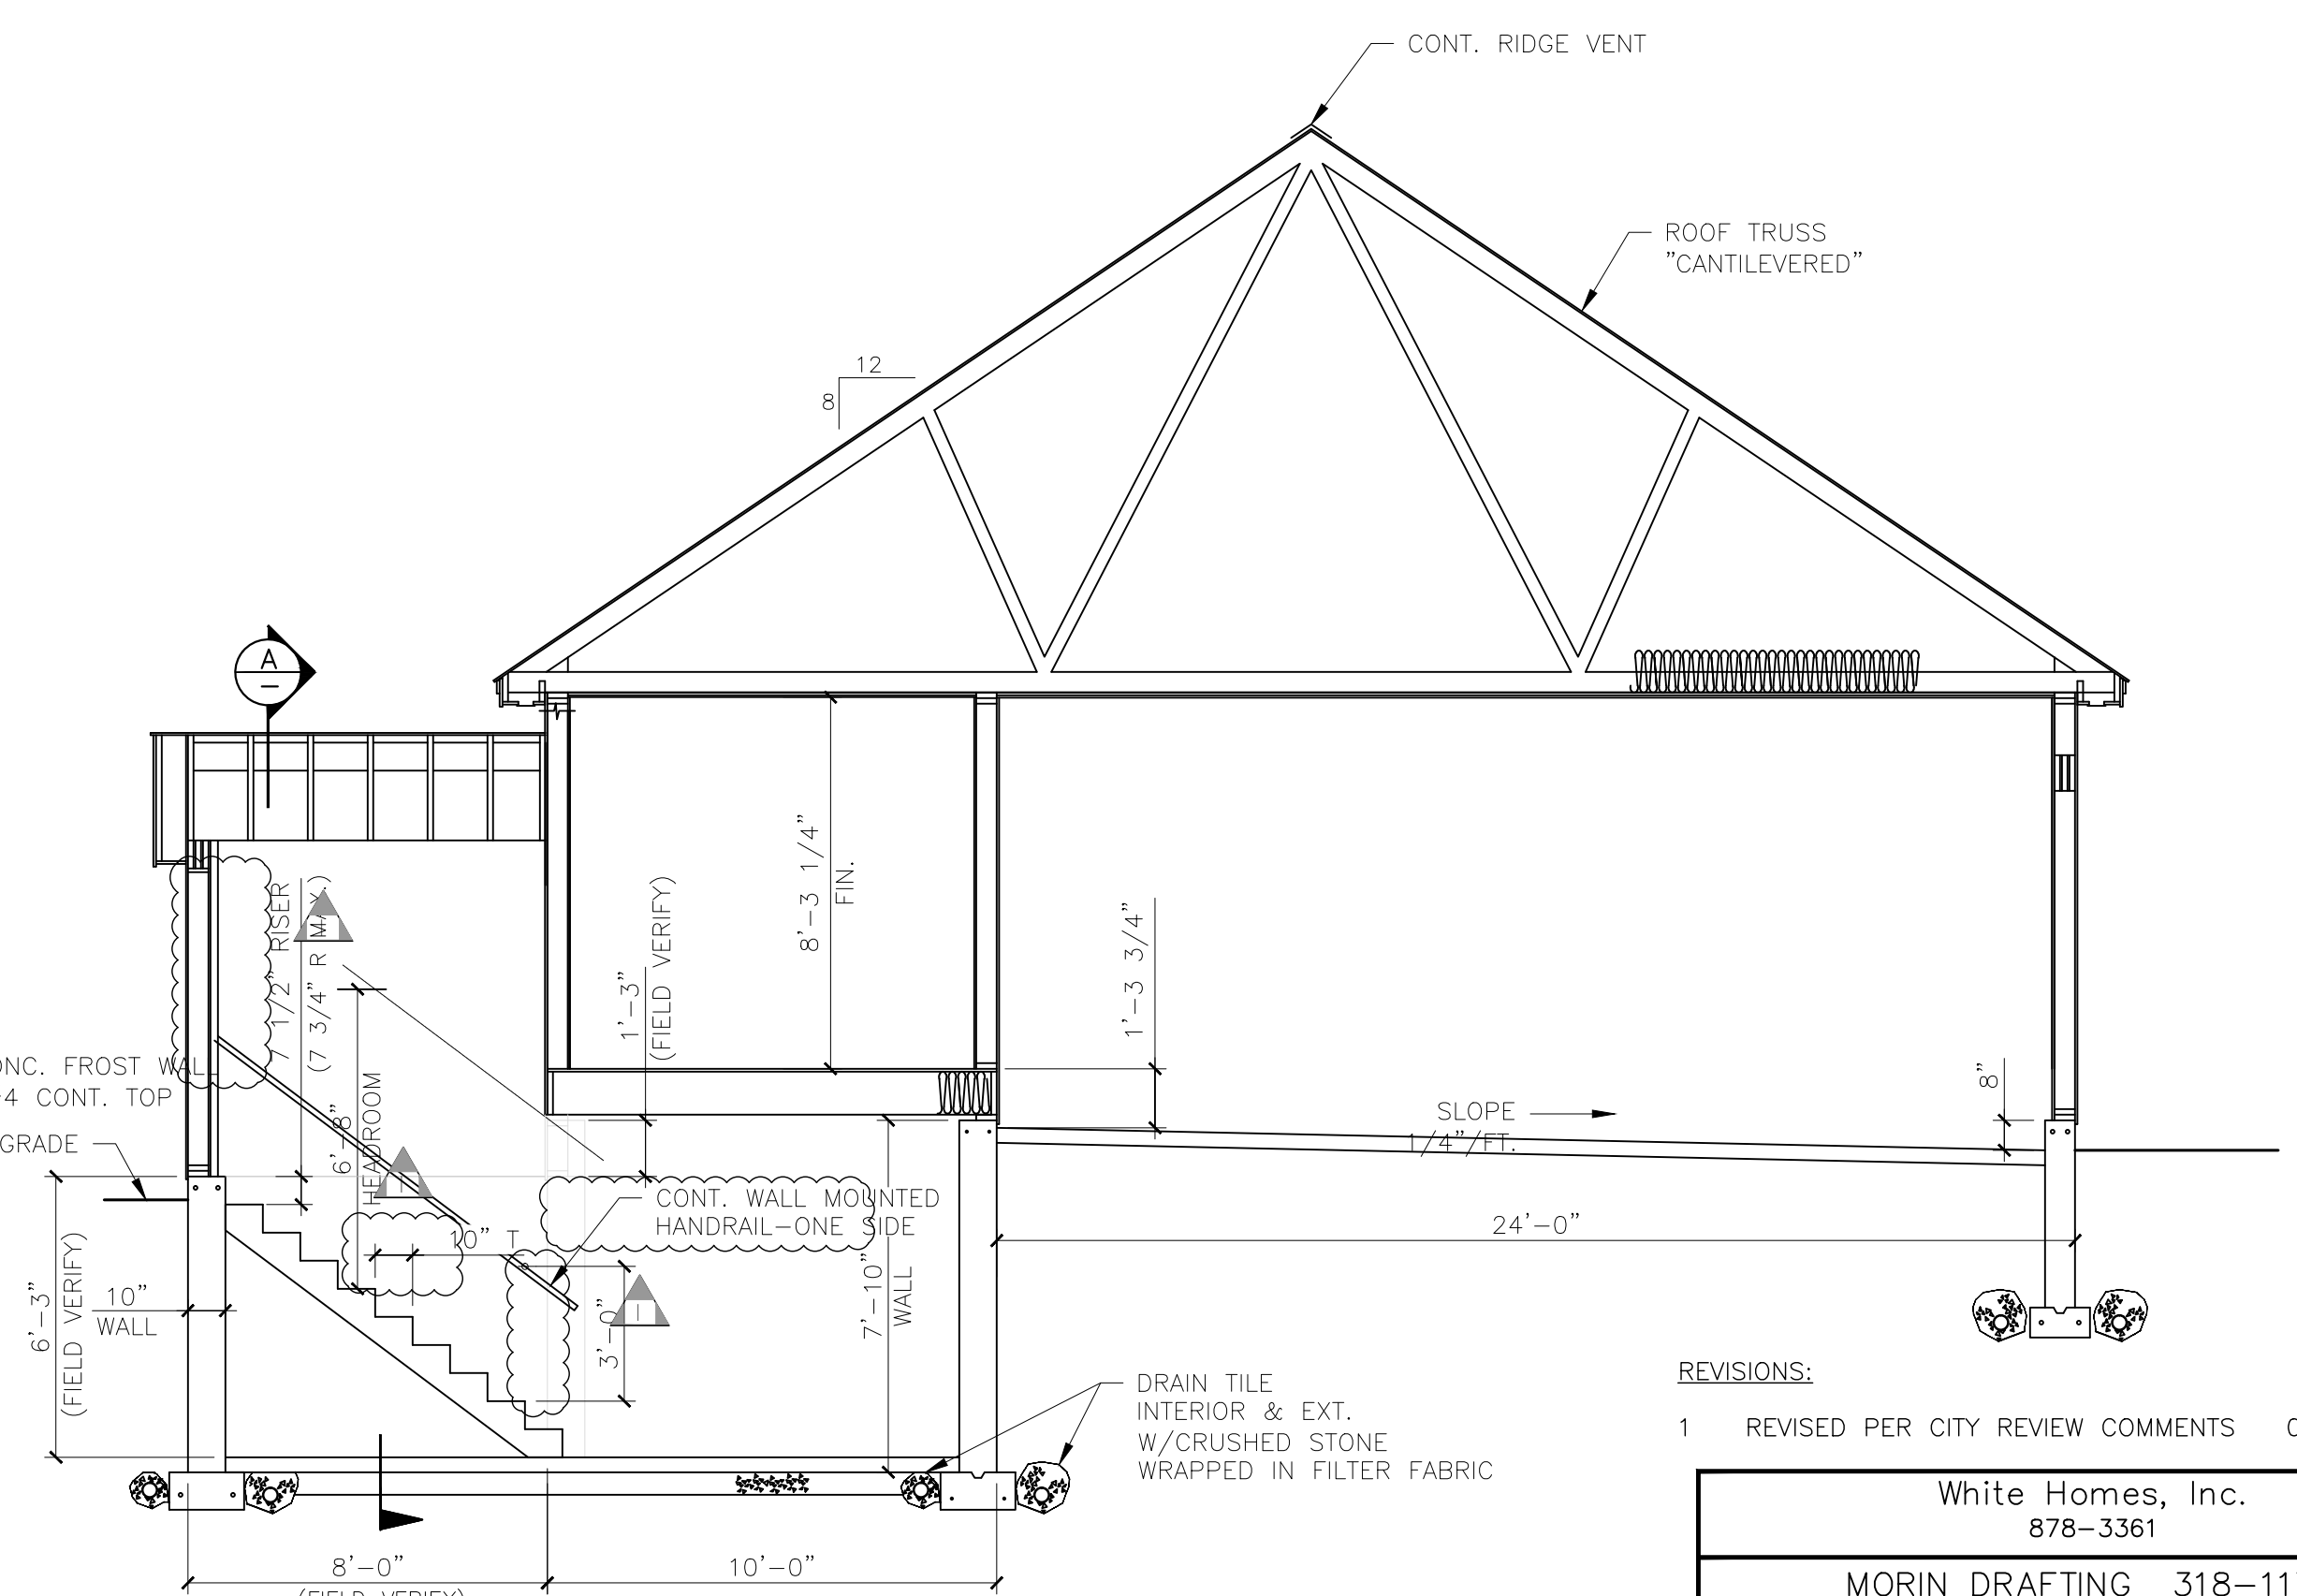 CONT. RIDGE VENT
ROOF TRUSS
"CANTILEVERED"
12
8
A
8'-3 1/4"
FIN.
7 1/2" RISER
(7 3/4" R MAX.)
1'-3"
(FIELD VERIFY)
1'-3 3/4"
6'-8"
HEADROOM
8"
FROST WALL
CONT. TOP
GRADE
SLOPE
1/4"/FT.
CONT. WALL MOUNTED
HANDRAIL-ONE SIDE
10" T
24'-0"
6'-3"
(FIELD VERIFY)
10"
WALL
3'-0"
7'-10"
WALL
DRAIN TILE
INTERIOR & EXT.
W/CRUSHED STONE
WRAPPED IN FILTER FABRIC
REVISIONS:
1 REVISED PER CITY REVIEW COMMENTS
White Homes, Inc.
878-3361
8'-0"
(FIELD VERIFY)
10'-0"
MORIN DRAFTING 318-11